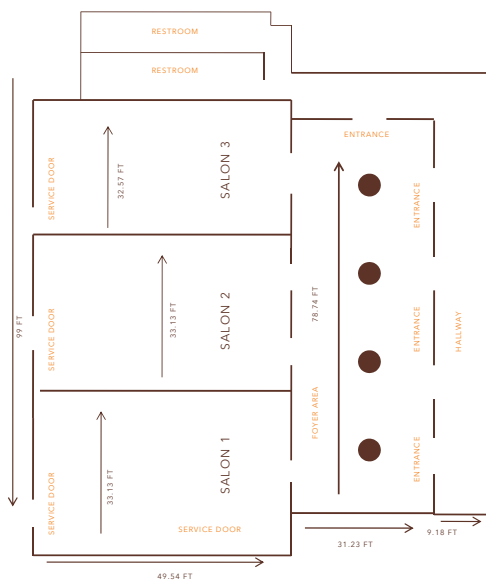 RESTROOM
RESTROOM
ENTRANCE
SERVICE DOOR
32.57 FT
SALON 3
ENTRANCE
99 FT
SERVICE DOOR
33.13 FT
SALON 2
78.74 FT
ENTRANCE
HALLWAY
FOYER AREA
SERVICE DOOR
33.13 FT
SALON 1
ENTRANCE
SERVICE DOOR
31.23 FT
9.18 FT
49.54 FT